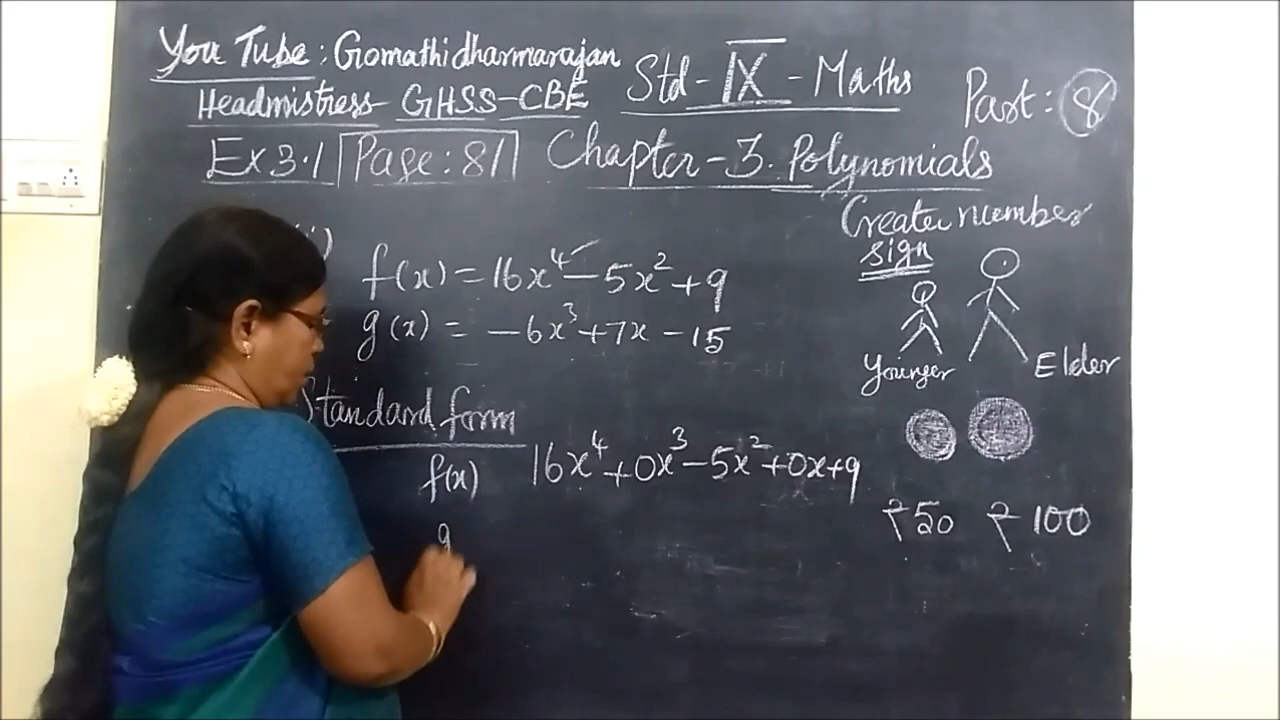 You Tube : Gomathidharmarajan
Headmistress - GHSS - CBE
Std - IX - Maths
Part: 8
Ex 3.1 Page: 81 Chapter - 3. Polynomials
f(x) = 16x⁴ - 5x² + 9
g(x) = -6x³ + 7x - 15
Standard form
f(x) 16x⁴ + 0x³ - 5x² + 0x + 9
g
Greater number
sign
Younger Elder
₹50 ₹100